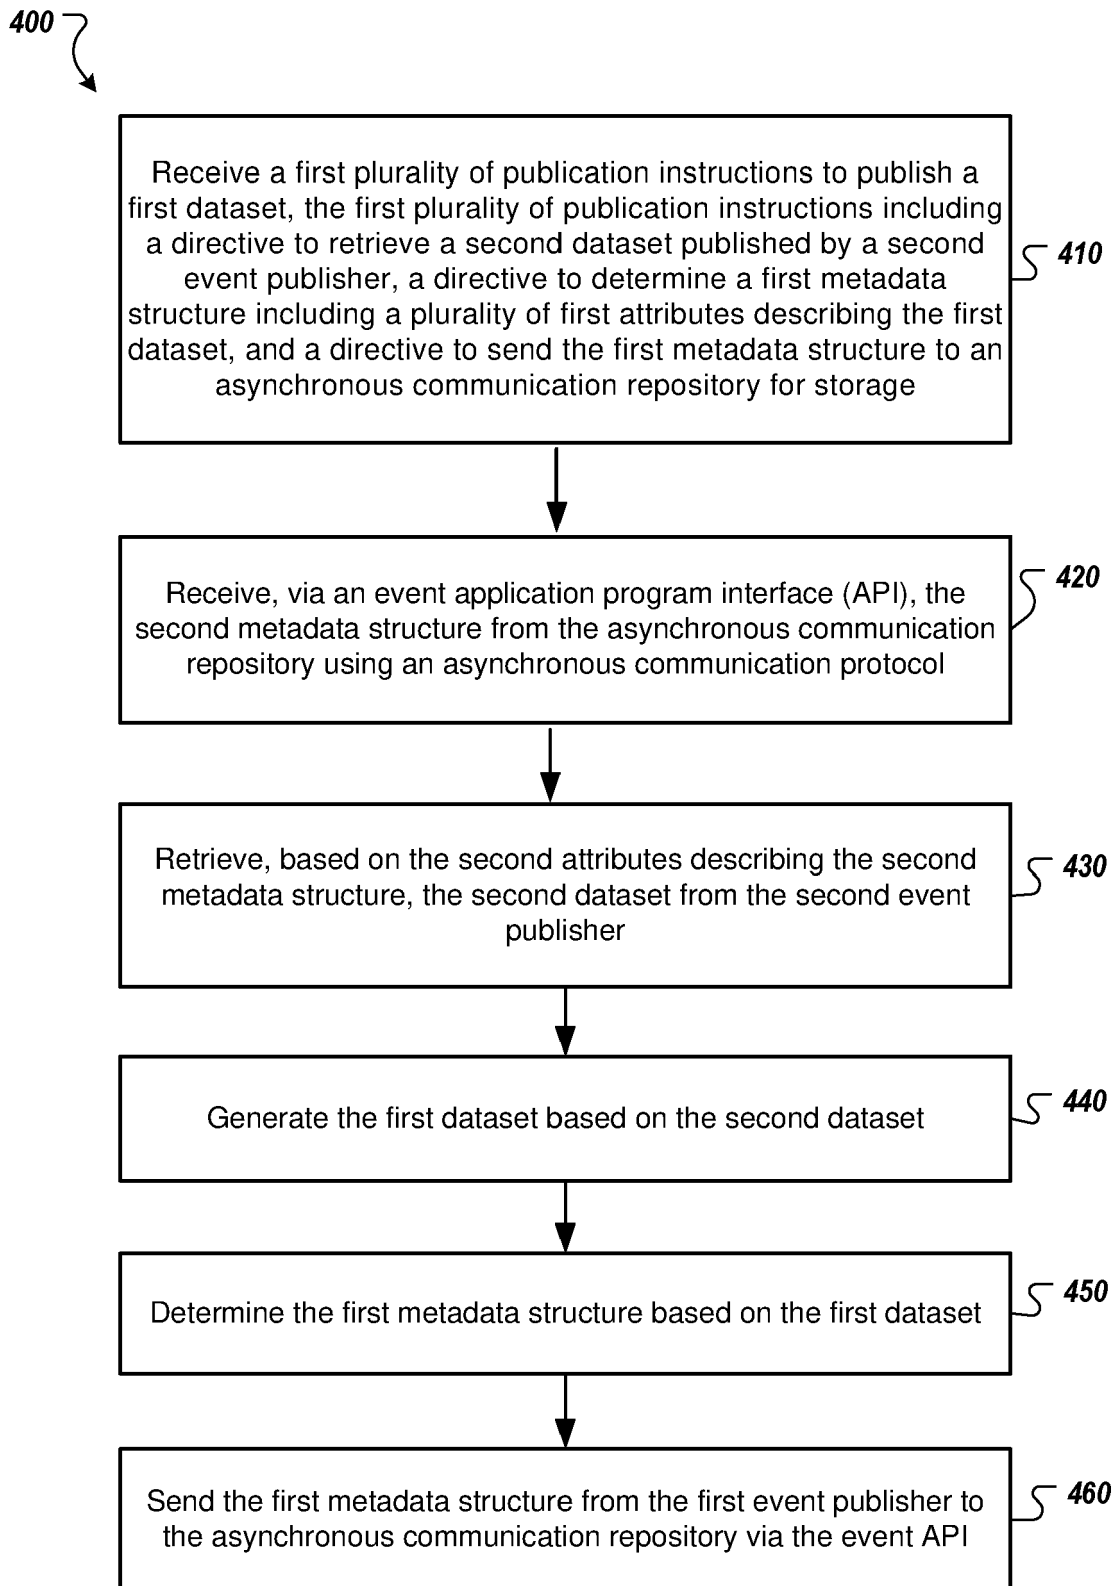 400
Receive a first plurality of publication instructions to publish a
first dataset, the first plurality of publication instructions including
a directive to retrieve a second dataset published by a second
event publisher, a directive to determine a first metadata
structure including a plurality of first attributes describing the first
dataset, and a directive to send the first metadata structure to an
asynchronous communication repository for storage
410
Receive, via an event application program interface (API), the
second metadata structure from the asynchronous communication
repository using an asynchronous communication protocol
420
Retrieve, based on the second attributes describing the second
metadata structure, the second dataset from the second event
publisher
430
Generate the first dataset based on the second dataset
440
Determine the first metadata structure based on the first dataset
450
Send the first metadata structure from the first event publisher to
the asynchronous communication repository via the event API
460